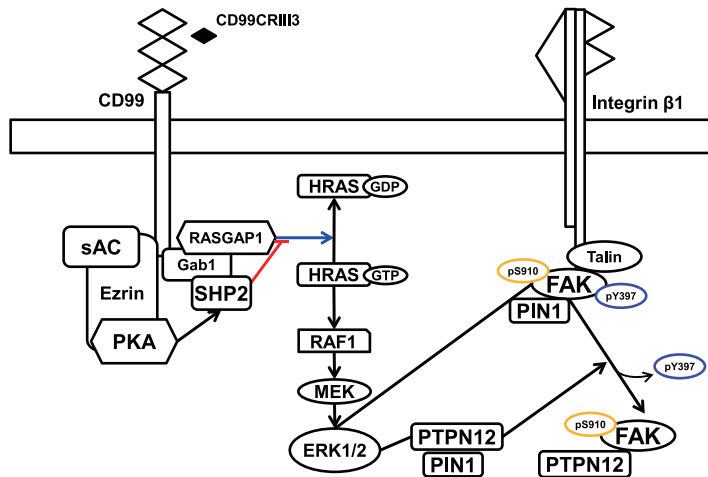 CD99CRIII3
CD99
Integrin β1
HRAS
GDP
RASGAP1
sAC
Gab1
Talin
Ezrin
HRAS
GTP
pS910
FAK
pY397
SHP2
PIN1
PKA
RAF1
pY397
MEK
pS910
FAK
ERK1/2
PTPN12
PIN1
PTPN12